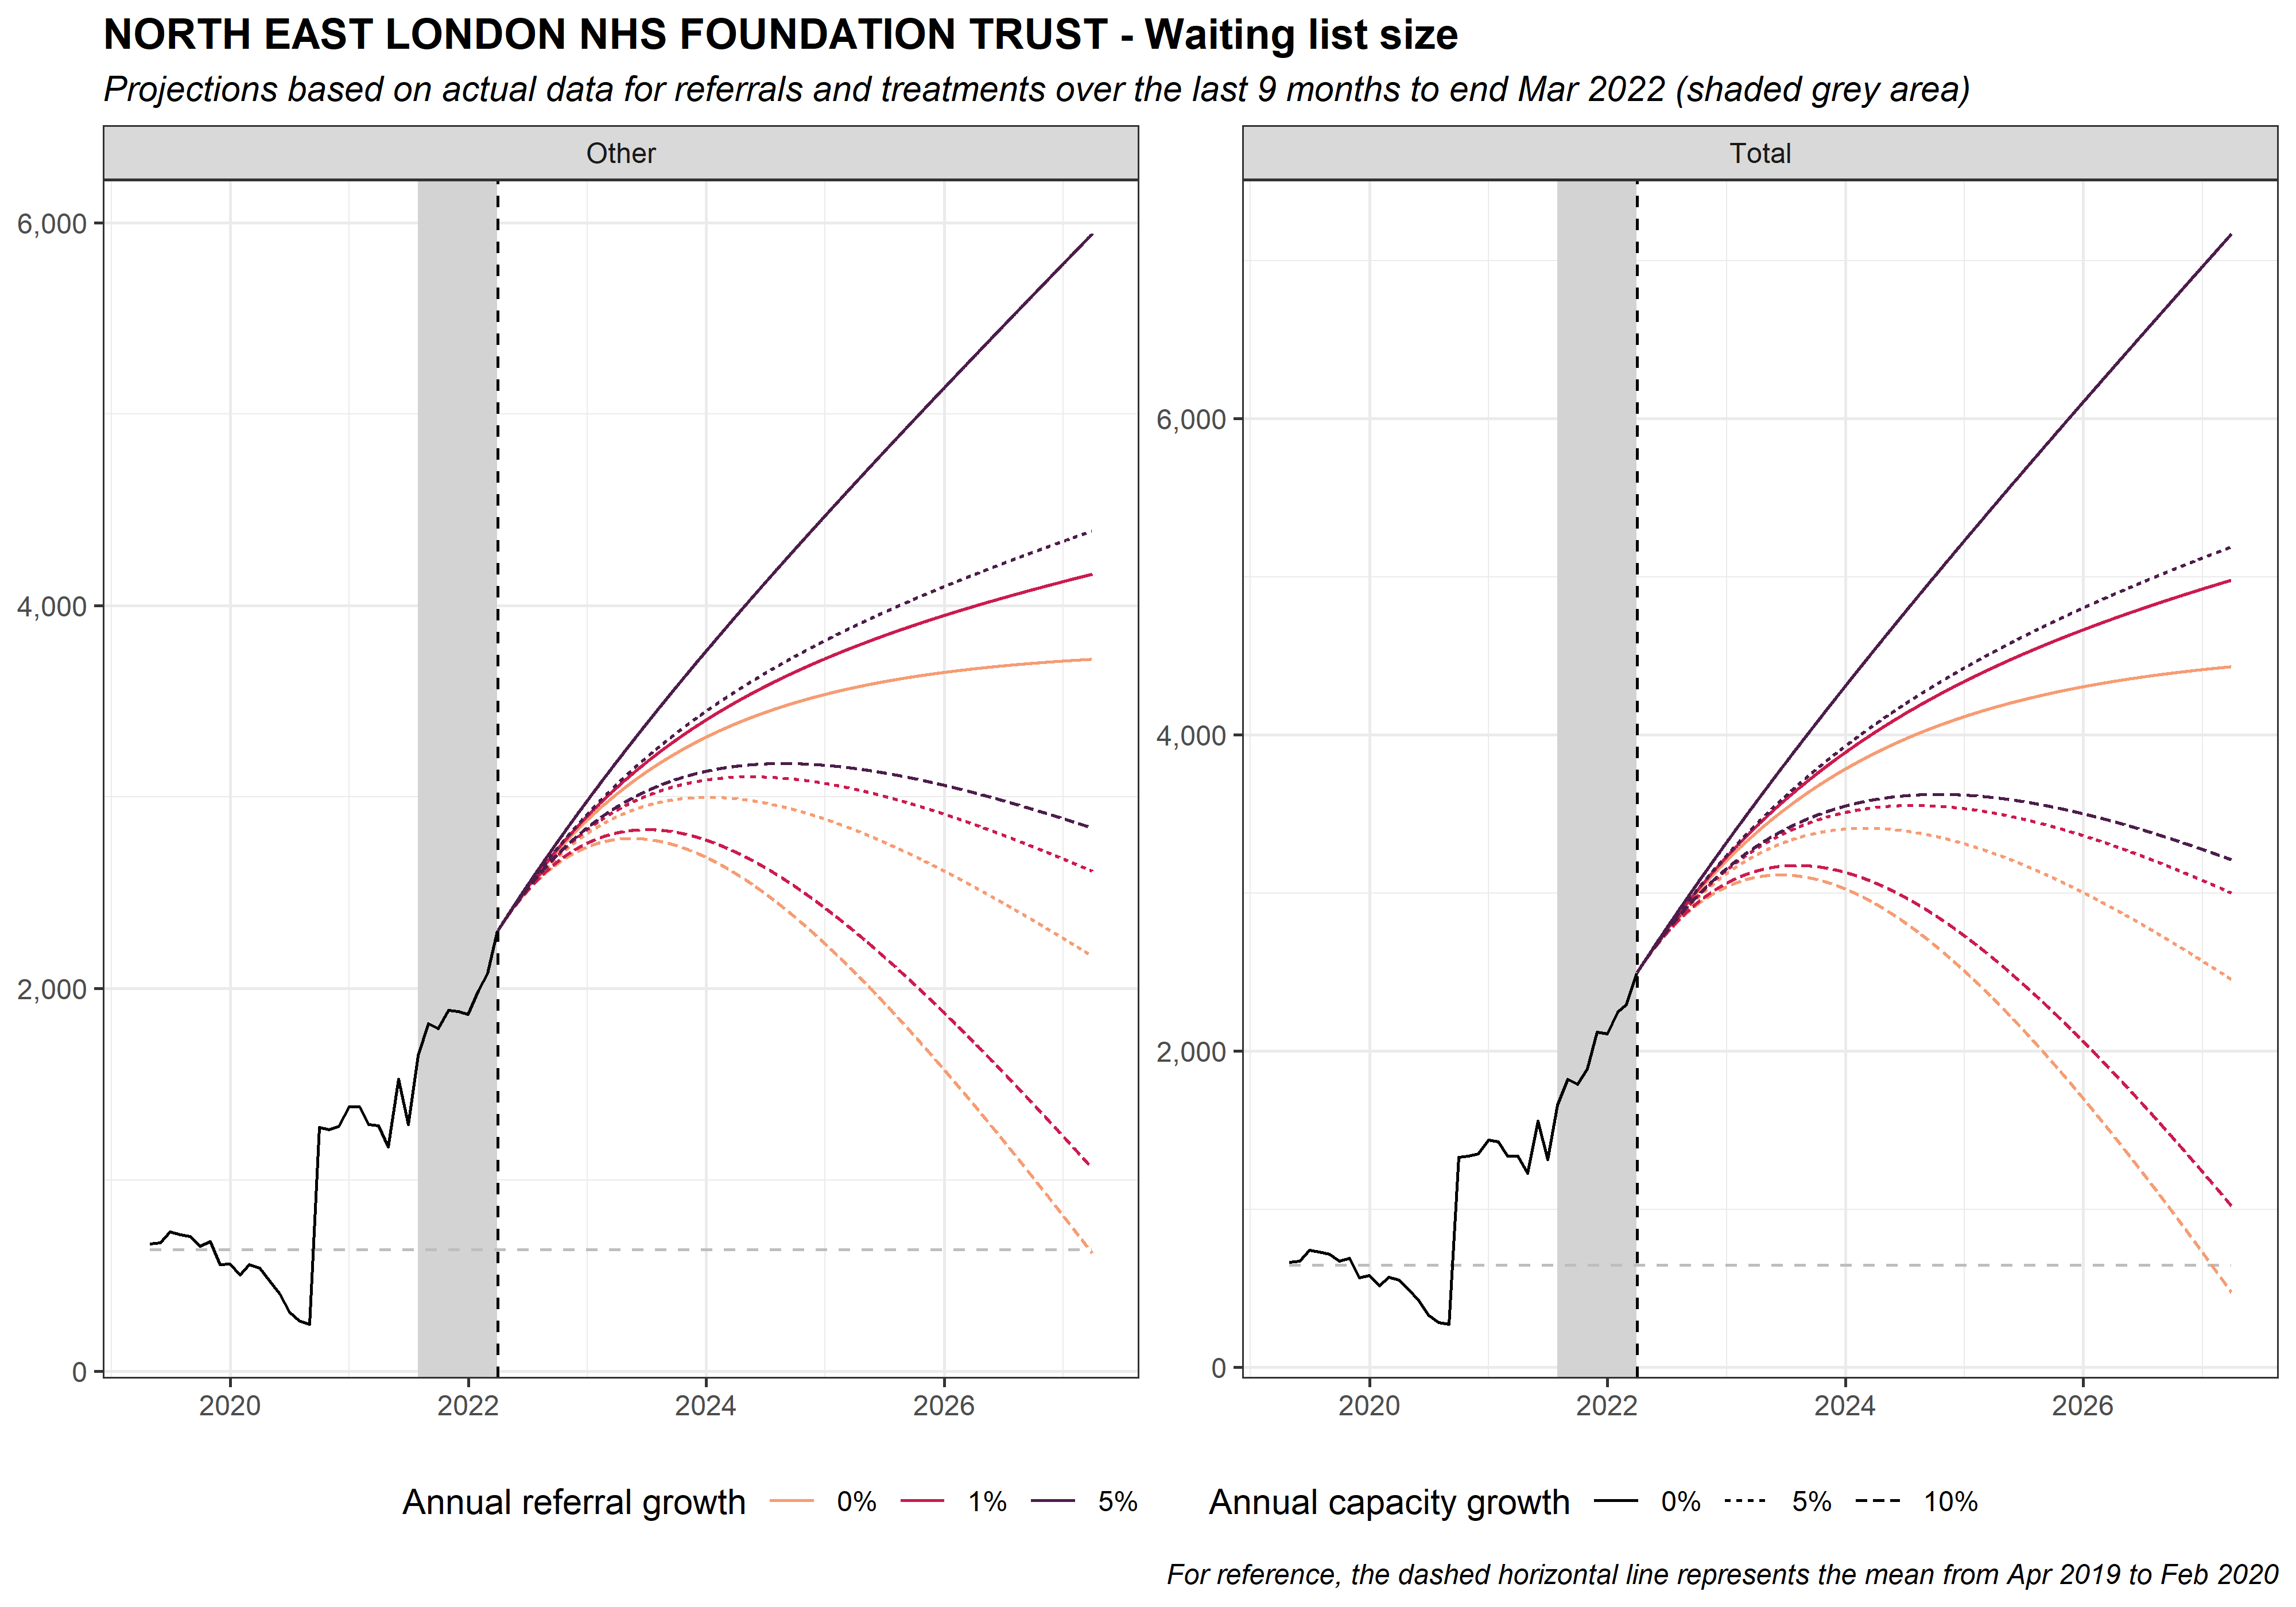 NORTH EAST LONDON NHS FOUNDATION TRUST - Waiting list size
Projections based on actual data for referrals and treatments over the last 9 months to end Mar 2022 (shaded grey area)
Other
6,000
4,000
2,000
0
2020 2022 2024 2026
Total
6,000
4,000
2,000
0
2020 2022 2024 2026
Annual referral growth 0% 1% 5%
Annual capacity growth 0% 5% 10%
For reference, the dashed horizontal line represents the mean from Apr 2019 to Feb 2020